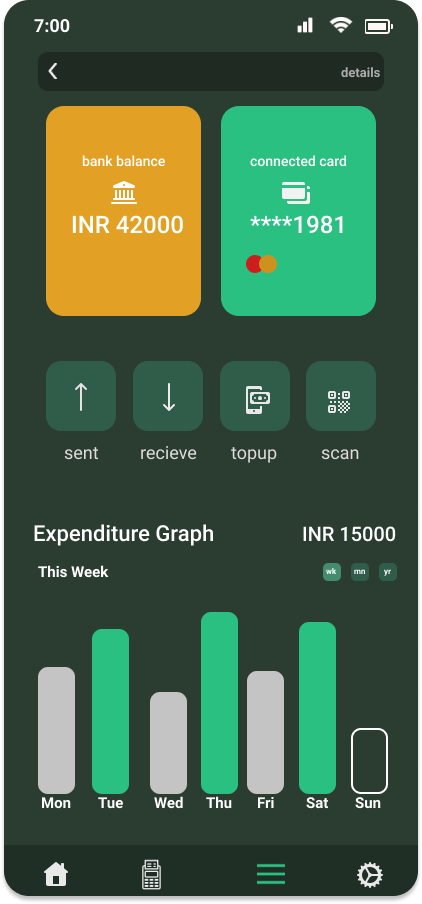 7:00
details
bank balance
INR 42000
connected card
****1981
sent
recieve
topup
scan
Expenditure Graph
INR 15000
This Week
wk
mn
yr
Mon Tue Wed Thu Fri Sat Sun